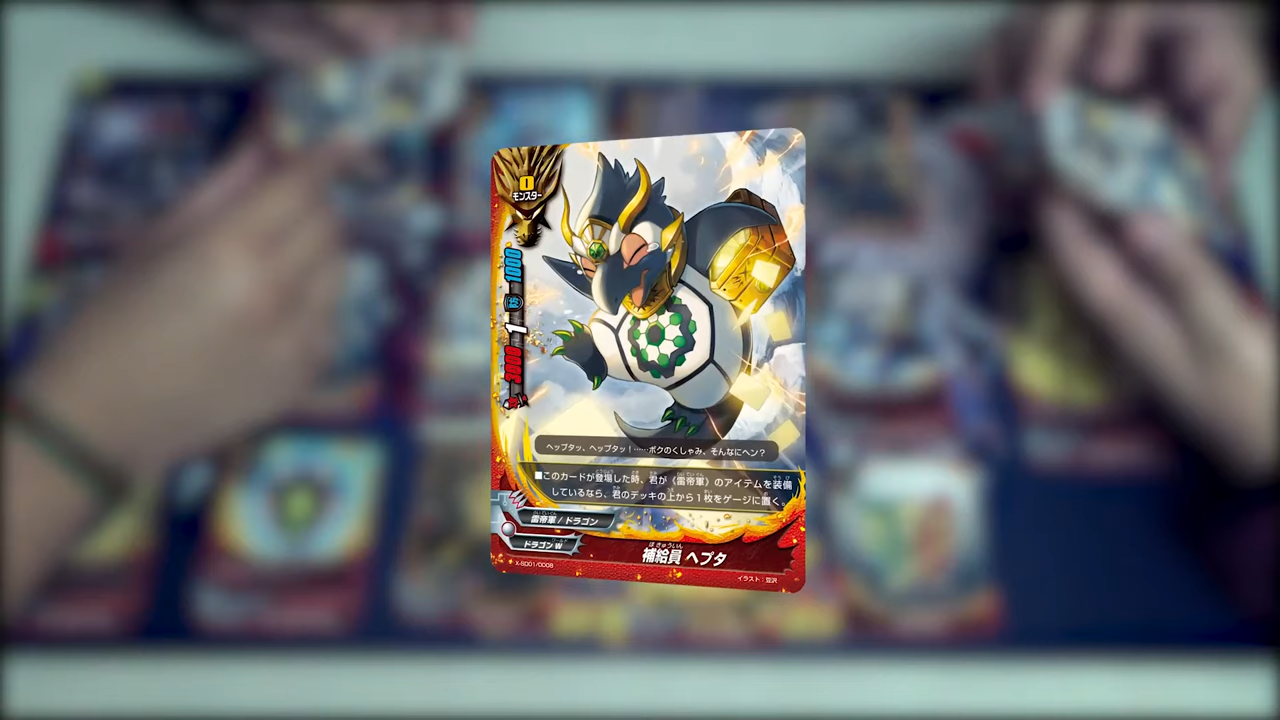 0
モンスター
1000
1
3000
ヘップタッ、ヘップタッ！……ボクのくしゃみ、そんなにヘン？
■このカードが登場した時、君が《雷帝軍》のアイテムを装備
しているなら、君のデッキの上から1枚をゲージに置く。
雷帝軍 / ドラゴン
ドラゴンW
補給員 ヘプタ
X-SD01/0008
イラスト：豆沢